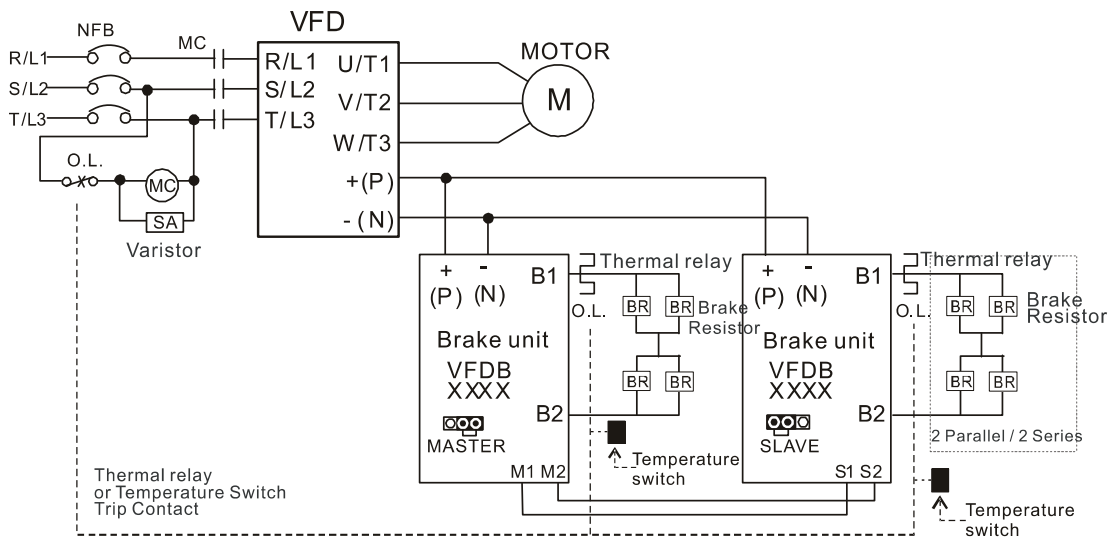 VFD
NFB
MC
R/L1
S/L2
T/L3
R/L1
S/L2
T/L3
U/T1
V/T2
W/T3
+(P)
-(N)
MOTOR
M
O.L.
MC
SA
Varistor
+
(P)
-
(N)
B1
Brake unit
VFDB
XXXX
MASTER
B2
M1 M2
Thermal relay
O.L.
BR
BR
Brake
Resistor
BR
BR
Temperature
switch
+
(P)
-
(N)
B1
Brake unit
VFDB
XXXX
SLAVE
B2
S1 S2
Thermal relay
O.L.
BR
BR
Brake
Resistor
BR
BR
2 Parallel / 2 Series
Temperature
switch
Thermal relay
or Temperature Switch
Trip Contact